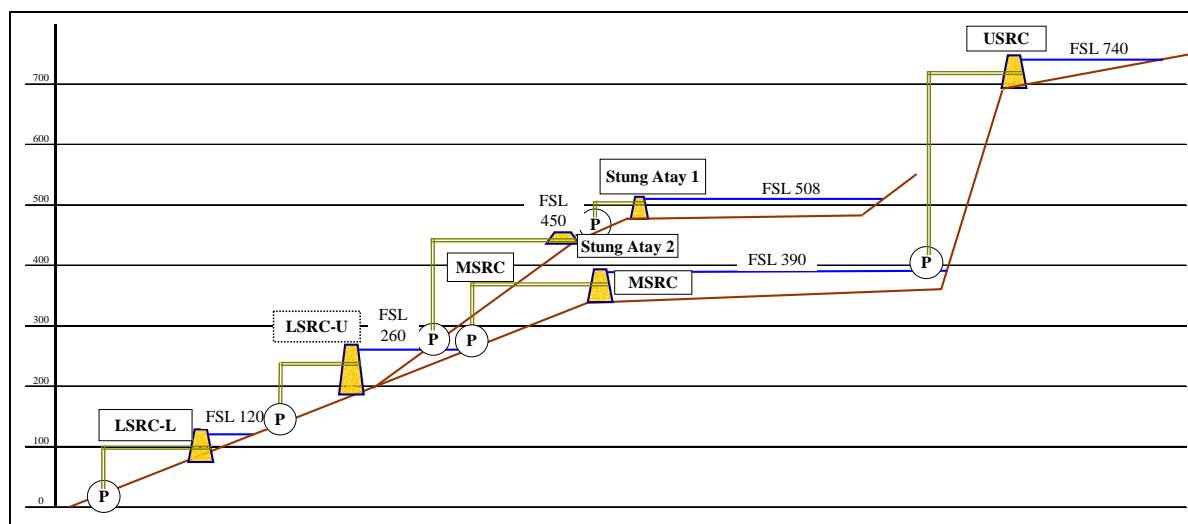 USRC
FSL 740
700
600
Stung Atay 1
FSL 508
500
FSL
450
P
Stung Atay 2
400
MSRC
FSL 390
P
MSRC
300
LSRC-U
FSL
260
P
P
200
LSRC-L
FSL 120
P
100
P
0